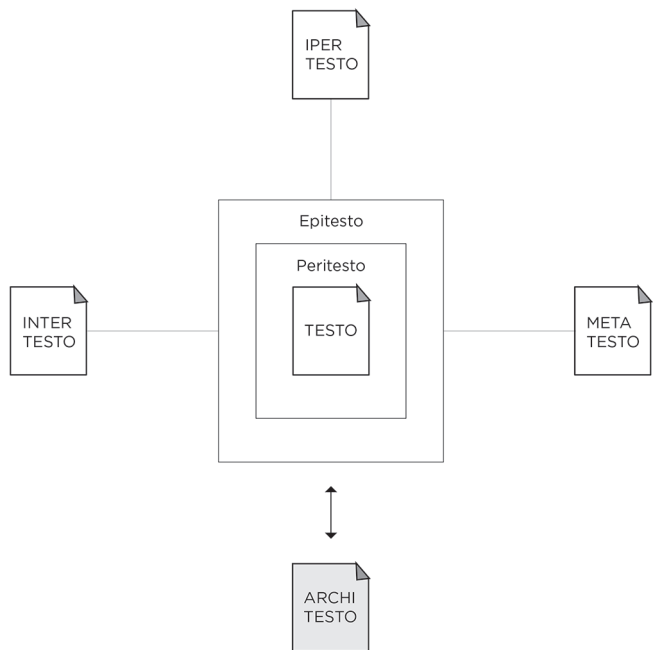 IPER
TESTO
Epitesto
Peritesto
INTER
TESTO
TESTO
META
TESTO
ARCHI
TESTO